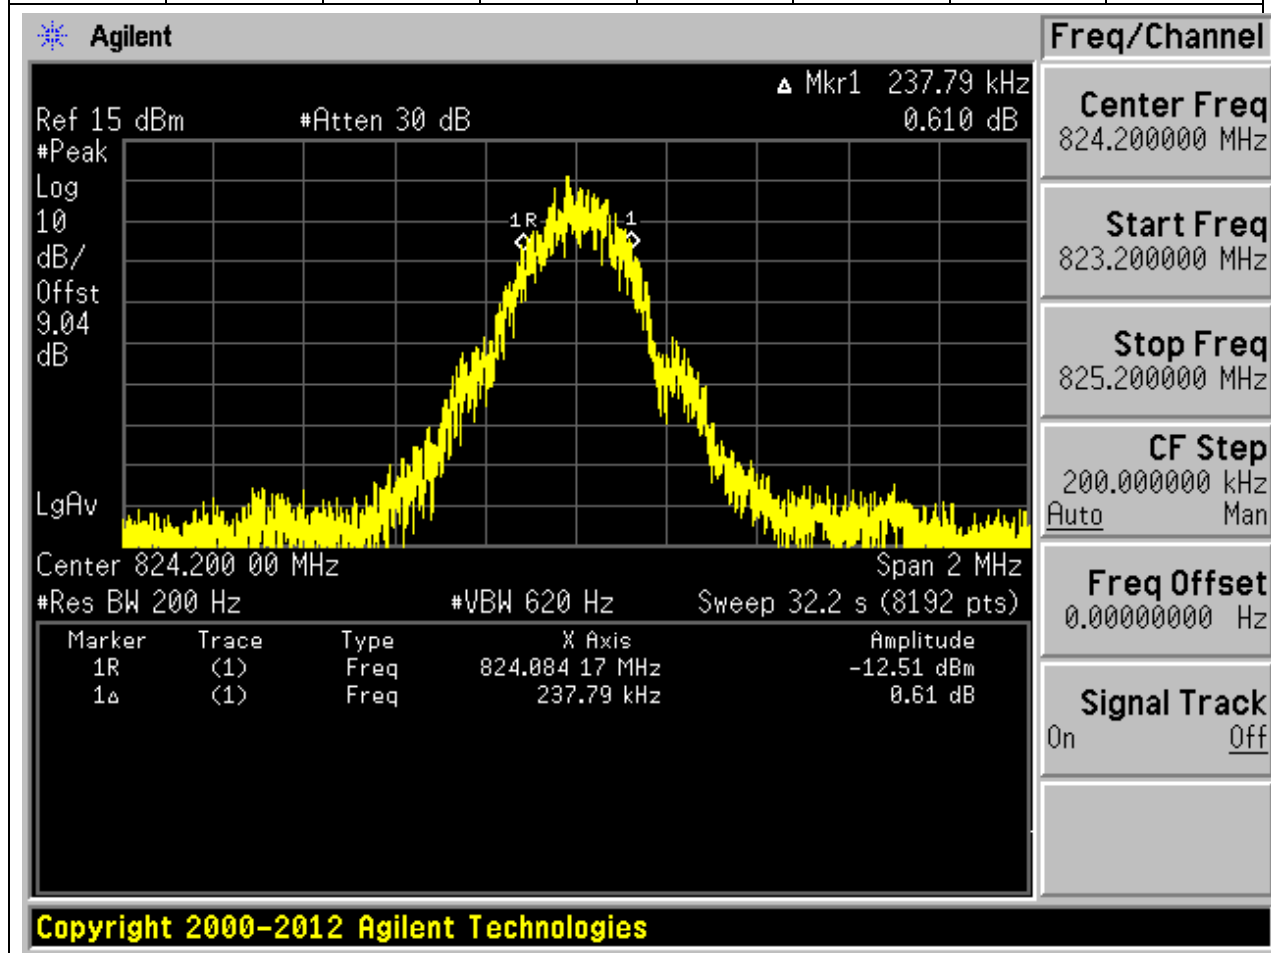 Agilent
Freq/Channel
▵ Mkr1 237.79 kHz
Ref 15 dBm #Atten 30 dB 0.610 dB
#Peak
Log
10
dB/
Offst
9.04
dB
LgAv
1R
1
Center 824.200 00 MHz Span 2 MHz
#Res BW 200 Hz #VBW 620 Hz Sweep 32.2 s (8192 pts)
Marker Trace Type X Axis Amplitude
1R (1) Freq 824.084 17 MHz -12.51 dBm
1▵ (1) Freq 237.79 kHz 0.61 dB
Center Freq
824.200000 MHz
Start Freq
823.200000 MHz
Stop Freq
825.200000 MHz
CF Step
200.000000 kHz
Auto Man
Freq Offset
0.00000000 Hz
Signal Track
On Off
Copyright 2000-2012 Agilent Technologies